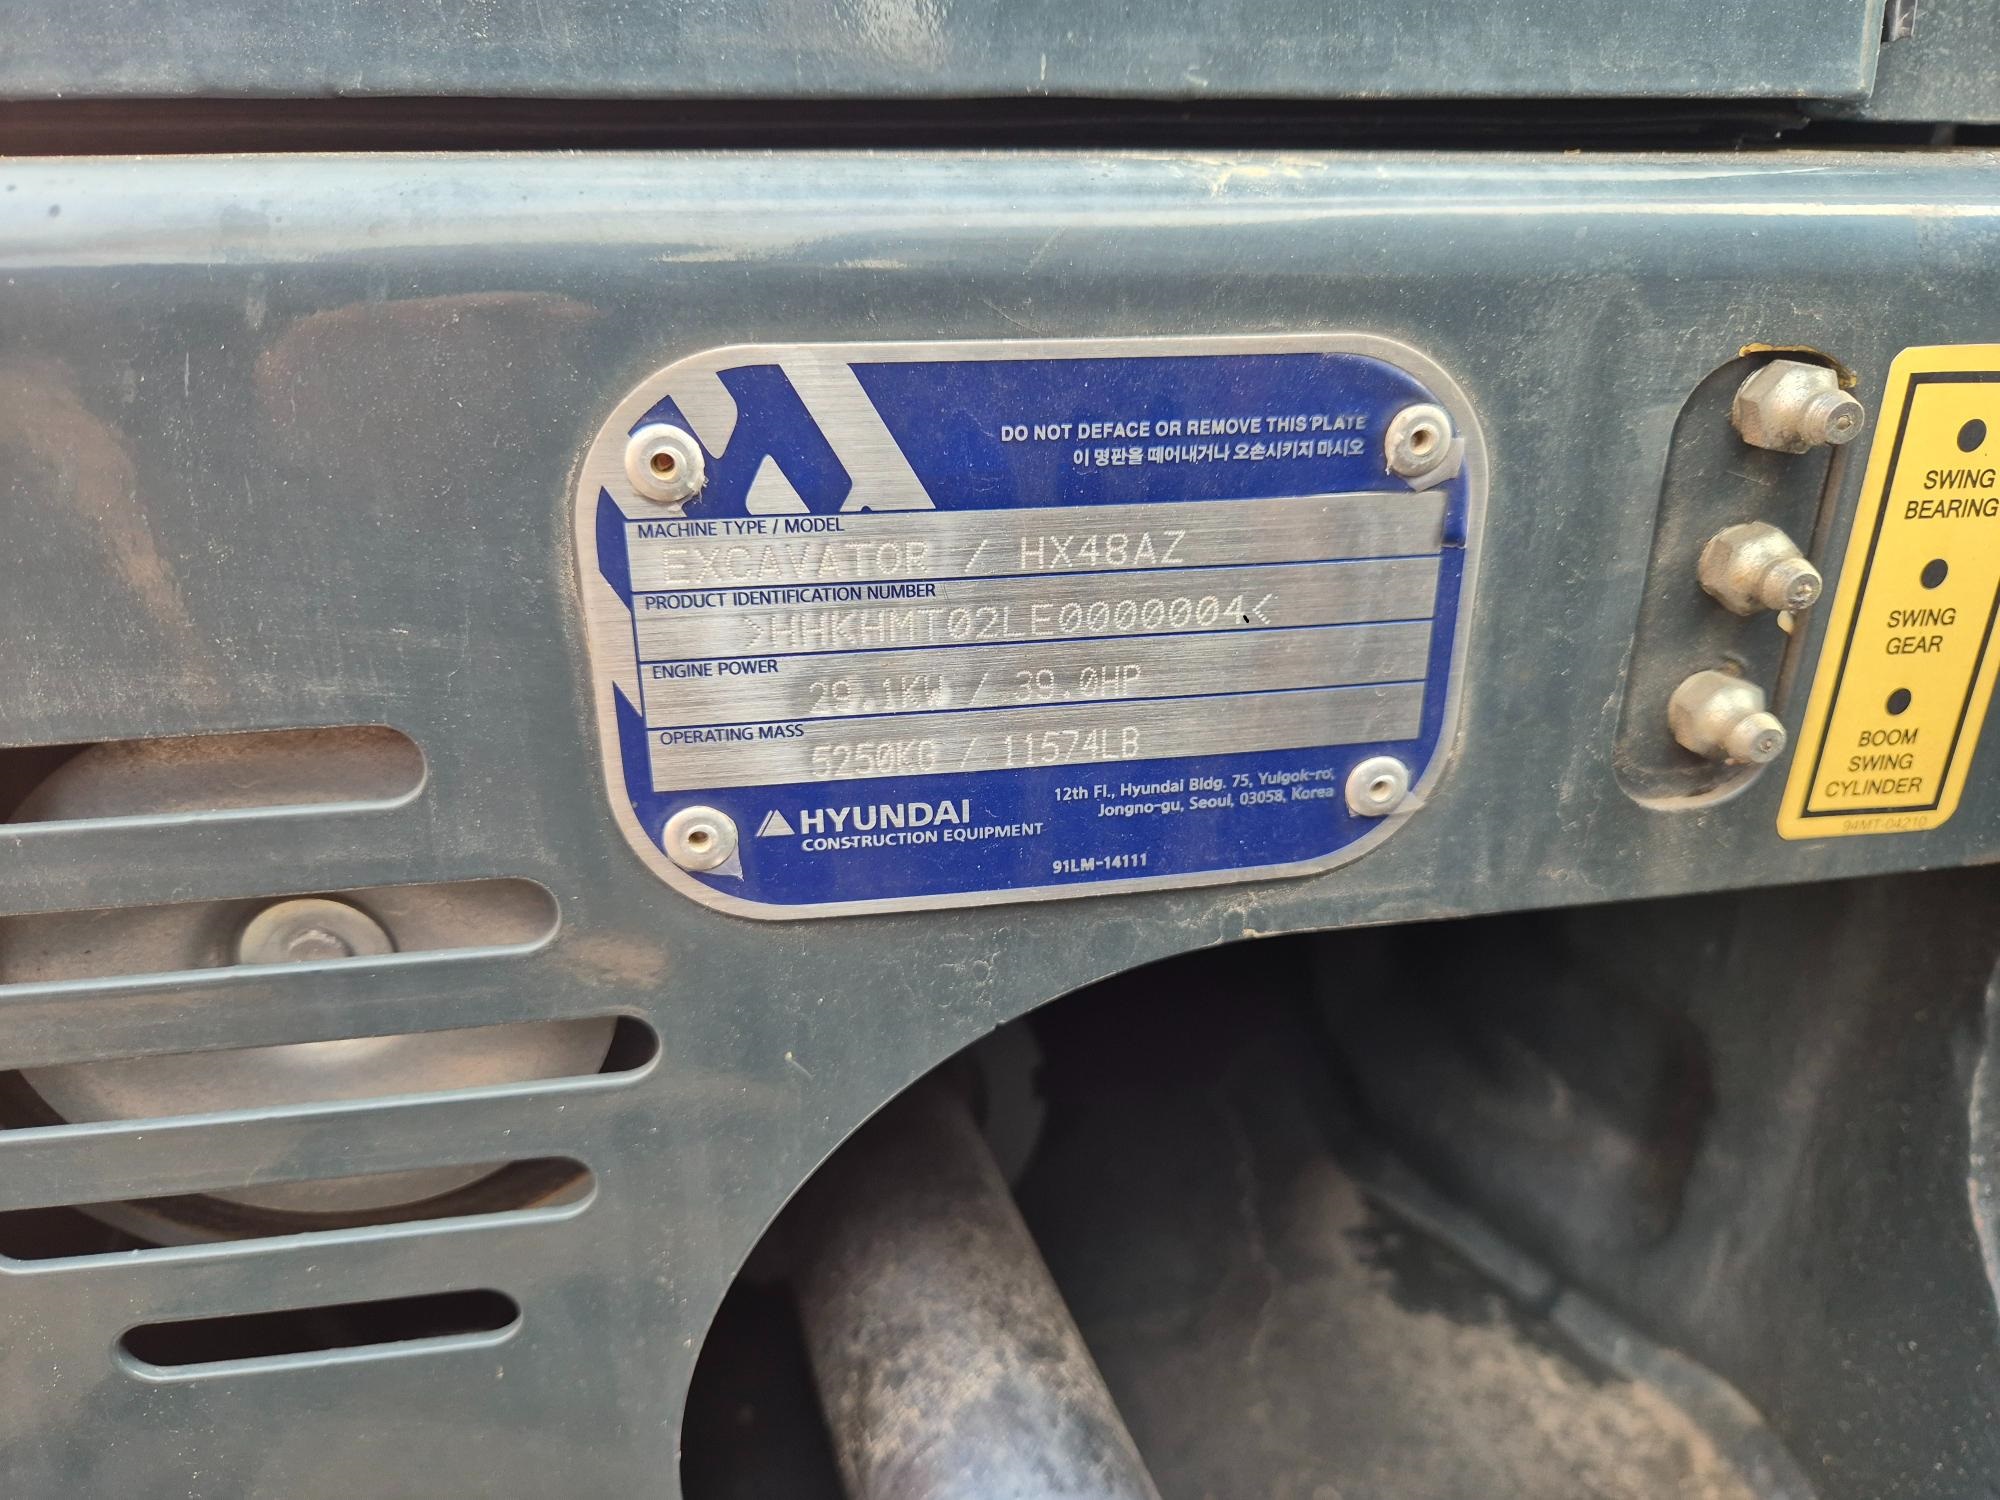 DO NOT DEFACE OR REMOVE THIS PLATE
이 명판을 떼어내거나 오손시키지 마시오
MACHINE TYPE / MODEL
EXCAVATOR / HX48AZ
PRODUCT IDENTIFICATION NUMBER
>HHKHMT02LE0000004<
ENGINE POWER
29.1KW / 39.0HP
OPERATING MASS
5250KG / 11574LB
HYUNDAI
CONSTRUCTION EQUIPMENT
12th Fl., Hyundai Bldg. 75, Yulgok-ro,
Jongno-gu, Seoul, 03058, Korea
91LM-14111
SWING
BEARING
SWING
GEAR
BOOM
SWING
CYLINDER
94MT-04210